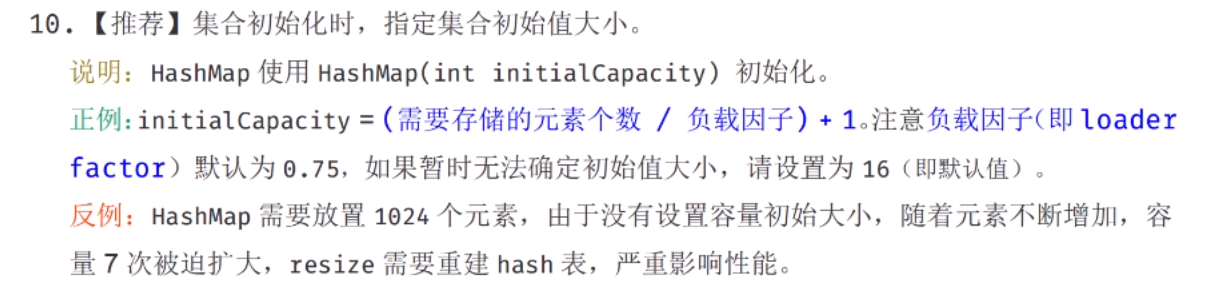 10.【推荐】集合初始化时，指定集合初始值大小。
说明：HashMap 使用 HashMap(int initialCapacity) 初始化。
正例：initialCapacity = (需要存储的元素个数 / 负载因子) + 1。注意负载因子（即 loader
factor）默认为 0.75，如果暂时无法确定初始值大小，请设置为 16（即默认值）。
反例：HashMap 需要放置 1024 个元素，由于没有设置容量初始大小，随着元素不断增加，容
量 7 次被迫扩大，resize 需要重建 hash 表，严重影响性能。